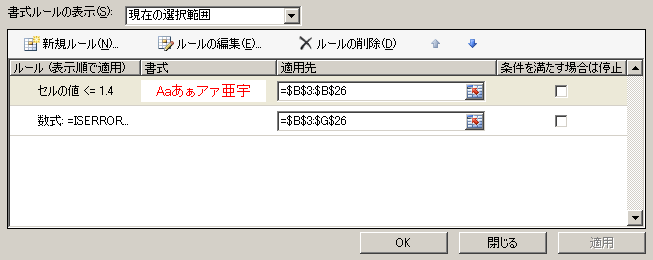 書式ルールの表示(S): 現在の選択範囲
新規ルール(N)... ルールの編集(E)... ルールの削除(D)
ルール (表示順で適用) 書式 適用先 条件を満たす場合は停止
セルの値 <= 1.4 Aaあぁアァ亜宇 =$B$3:$B$26
数式: =ISERROR... =$B$3:$G$26
OK 閉じる 適用